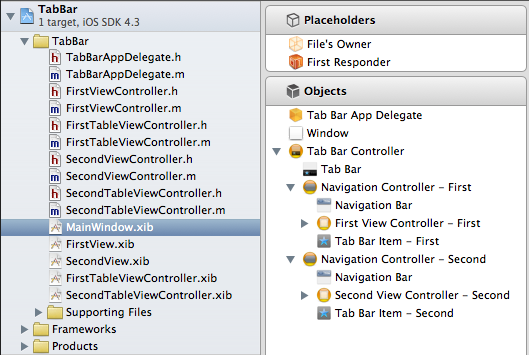 TabBar
1 target, iOS SDK 4.3
TabBar
TabBarAppDelegate.h
TabBarAppDelegate.m
FirstViewController.h
FirstViewController.m
FirstTableViewController.h
FirstTableViewController.m
SecondViewController.h
SecondViewController.m
SecondTableViewController.h
SecondTableViewController.m
MainWindow.xib
FirstView.xib
SecondView.xib
FirstTableViewController.xib
SecondTableViewController.xib
Supporting Files
Frameworks
Products
Placeholders
File's Owner
First Responder
Objects
Tab Bar App Delegate
Window
Tab Bar Controller
Tab Bar
Navigation Controller – First
Navigation Bar
First View Controller – First
Tab Bar Item – First
Navigation Controller – Second
Navigation Bar
Second View Controller – Second
Tab Bar Item – Second